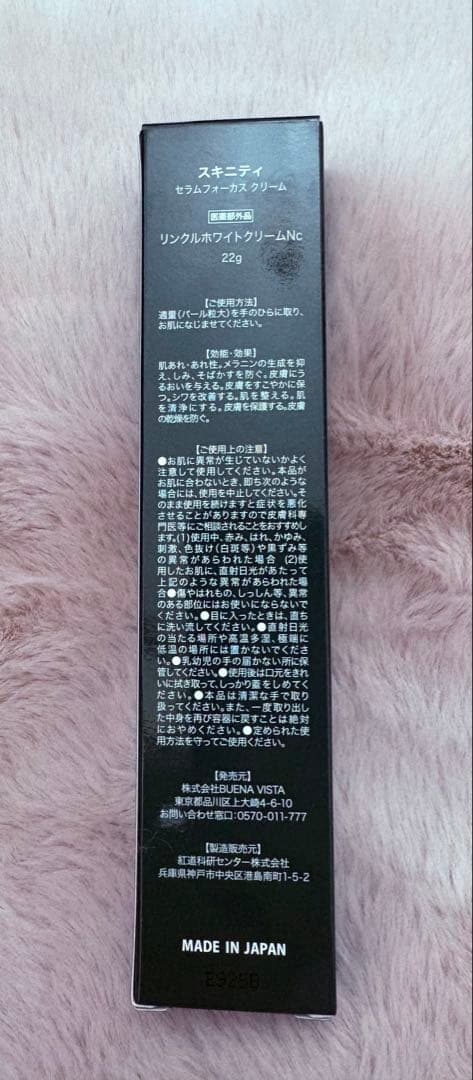 スキニティ
セラムフォーカス クリーム
医薬部外品
リンクルホワイトクリームNc
22g
【ご使用方法】
適量(パール粒大)を手のひらに取り、
お肌になじませてください。
【効能・効果】
肌あれ・あれ性。メラニンの生成を抑
え、しみ、そばかすを防ぐ。皮膚にう
るおいを与える。皮膚をすこやかに保
つ。シワを改善する。肌を整える。肌
を清浄にする。皮膚を保護する。皮膚
の乾燥を防ぐ。
【ご使用上の注意】
●お肌に異常が生じていないかよく
注意して使用してください。本品が
お肌に合わないとき、即ち次のような
場合には、使用を中止してください。
そのまま使用を続けますと症状を悪化
させることがありますので皮膚科専
門医等にご相談されることをおすすめし
ます。(1)使用中、赤み、はれ、かゆみ、
刺激、色抜け(白斑等)や黒ずみ等
の異常があらわれた場合 (2)使
用したお肌に、直射日光があたって
上記のような異常があらわれた場
合●傷やはれもの、しっしん等、異常
のある部位にはお使いにならないで
ください。●目に入ったときは、直ち
に洗い流してください。●直射日光
の当たる場所や高温多湿、極端に
低温の場所には置かないでくださ
い。●乳幼児の手の届かない所に保
管してください。●使用後は口元をきれ
いに拭き取って、しっかり蓋をしめてく
ださい。●本品は清潔な手で取り
扱ってください。また、一度取り出し
た中身を再び容器に戻すことは絶対
におやめください。●定められた使
用方法を守ってご使用ください。
【発売元】
株式会社BUENA VISTA
東京都品川区上大崎4-6-10
お問い合わせ窓口:0570-011-777
【製造販売元】
紅道科研センター株式会社
兵庫県神戸市中央区港島南町1-5-2
MADE IN JAPAN
E925B